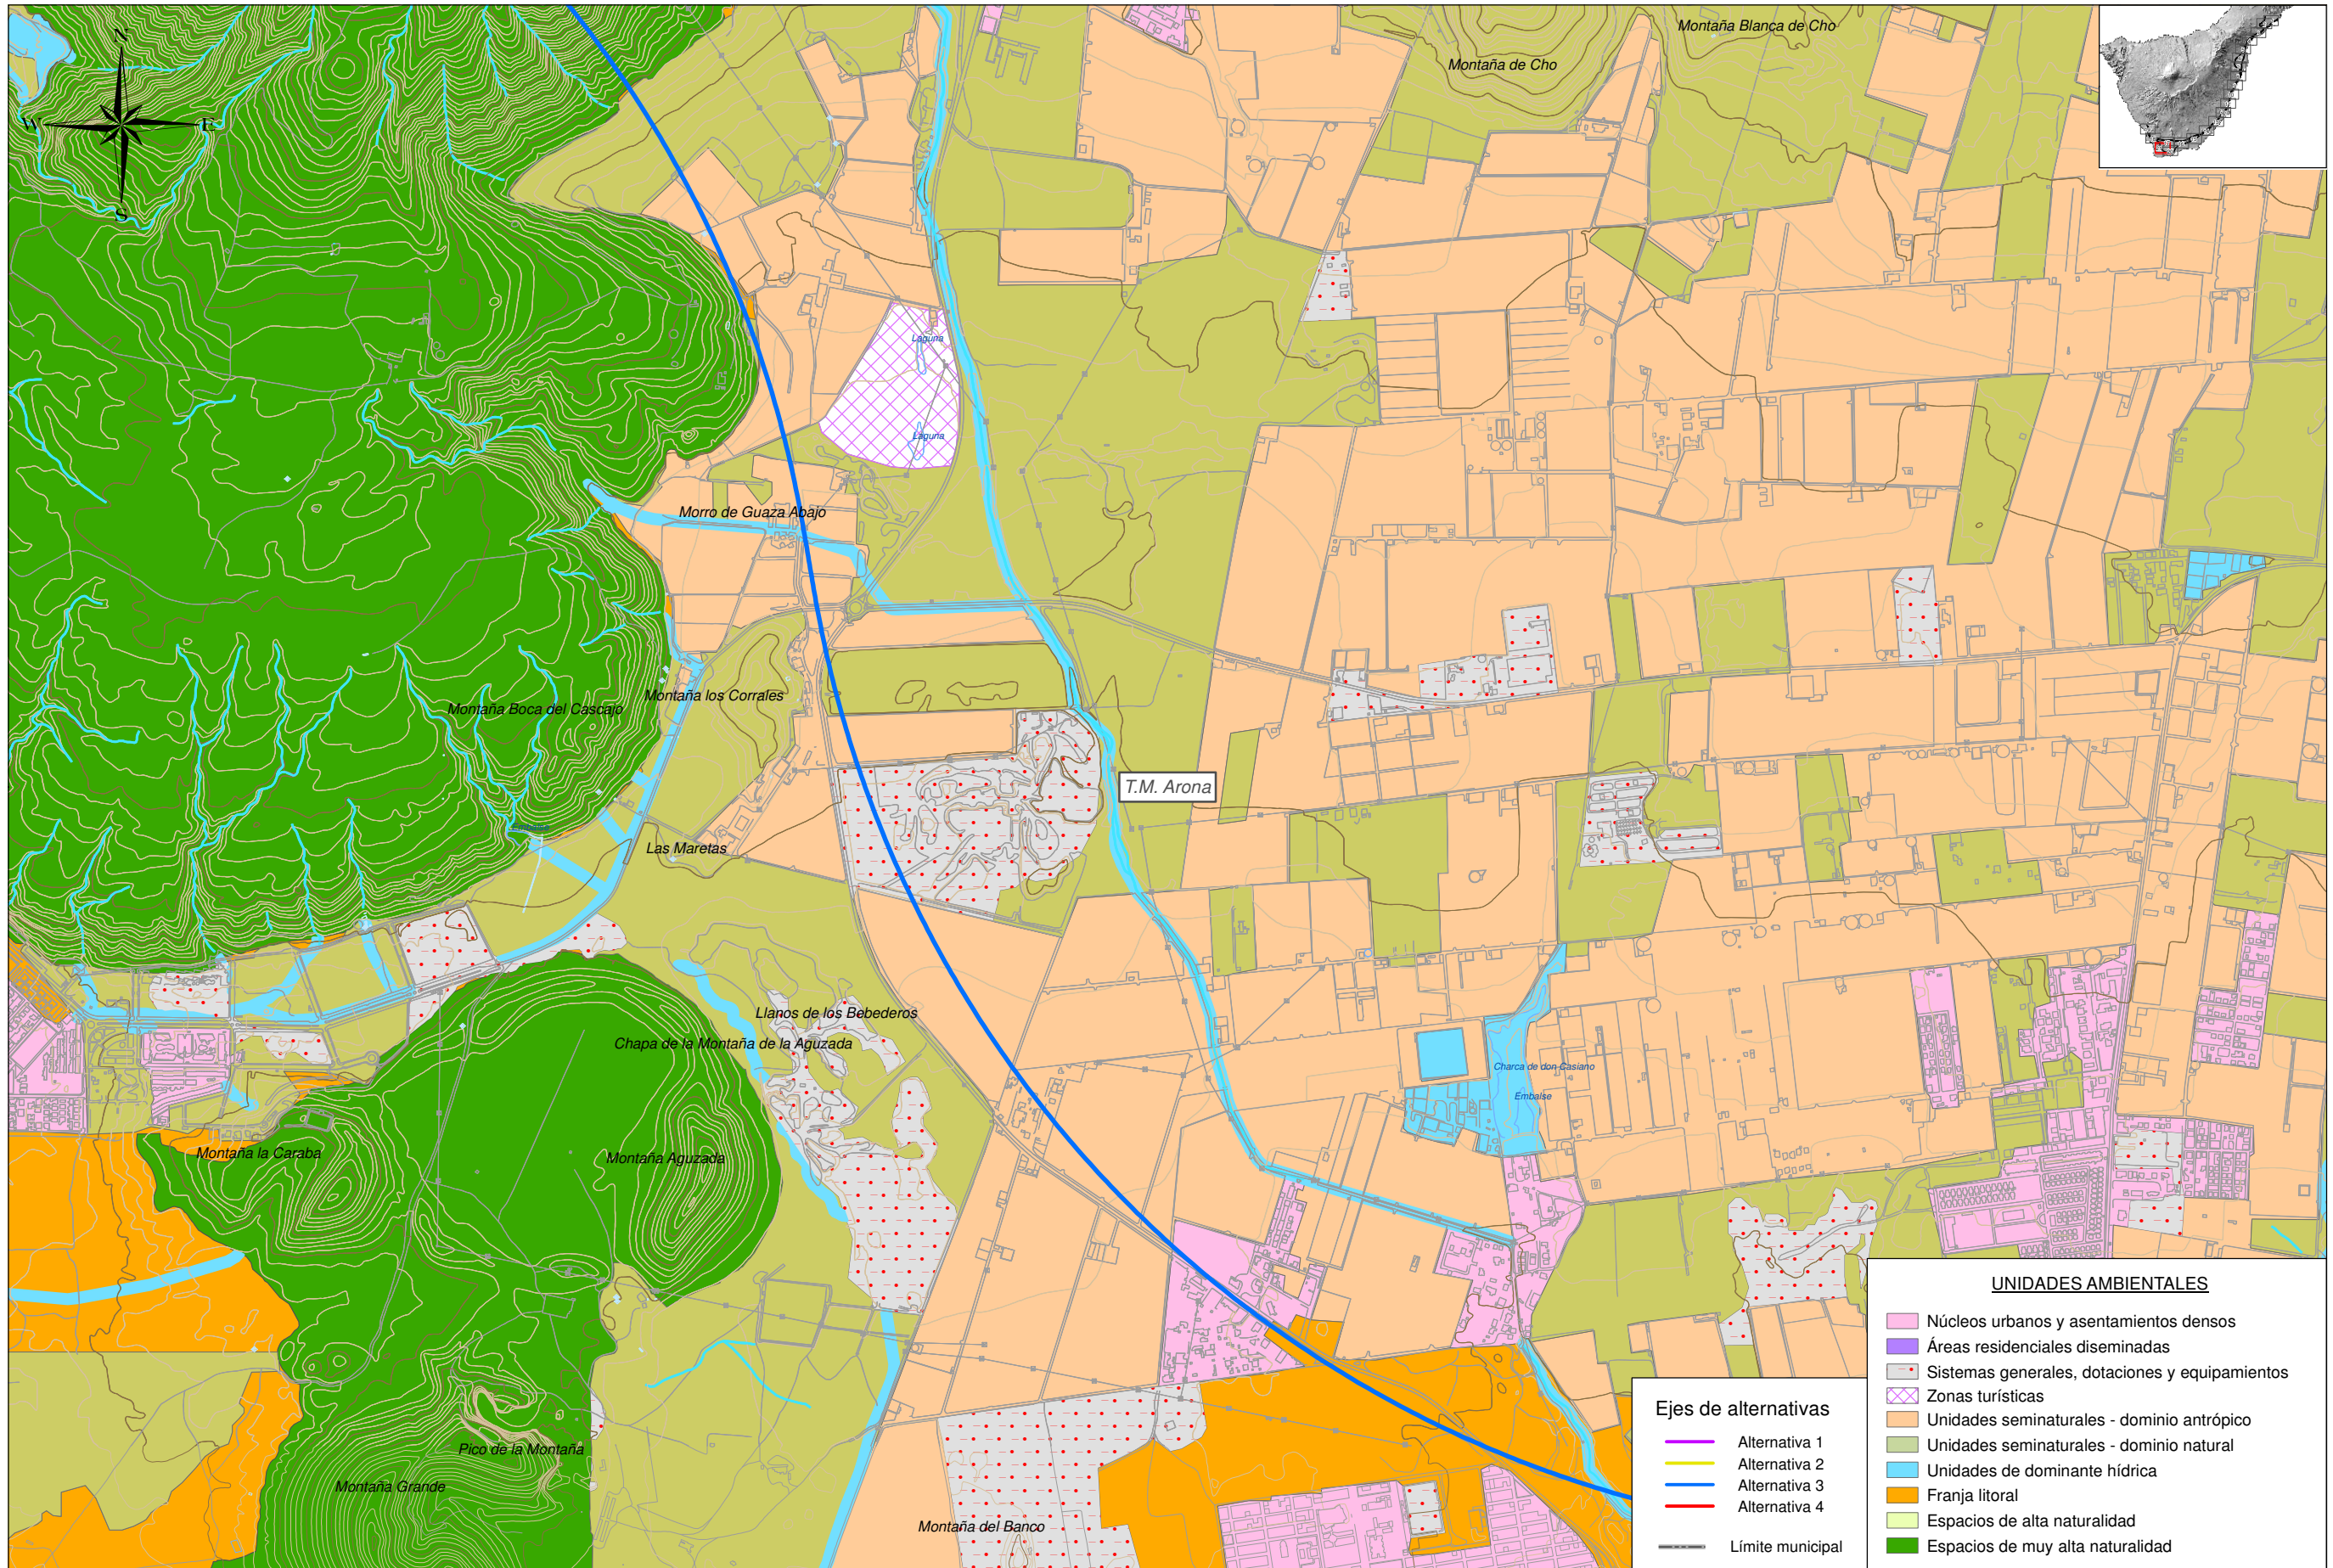 Montaña Blanca de Cho
Montaña de Cho
N
W
E
S
Laguna
Laguna
Morro de Guaza Abajo
Montaña los Corrales
Montaña Boca del Cascajo
T.M. Arona
Embalse
Las Maretas
Llanos de los Bebederos
Chapa de la Montaña de la Aguzada
Charca de don Casiano
Embalse
Montaña la Caraba
Montaña Aguzada
Pico de la Montaña
Montaña Grande
Montaña del Banco
Ejes de alternativas
Alternativa 1
Alternativa 2
Alternativa 3
Alternativa 4
Límite municipal
UNIDADES AMBIENTALES
Núcleos urbanos y asentamientos densos
Áreas residenciales diseminadas
Sistemas generales, dotaciones y equipamientos
Zonas turísticas
Unidades seminaturales - dominio antrópico
Unidades seminaturales - dominio natural
Unidades de dominante hídrica
Franja litoral
Espacios de alta naturalidad
Espacios de muy alta naturalidad